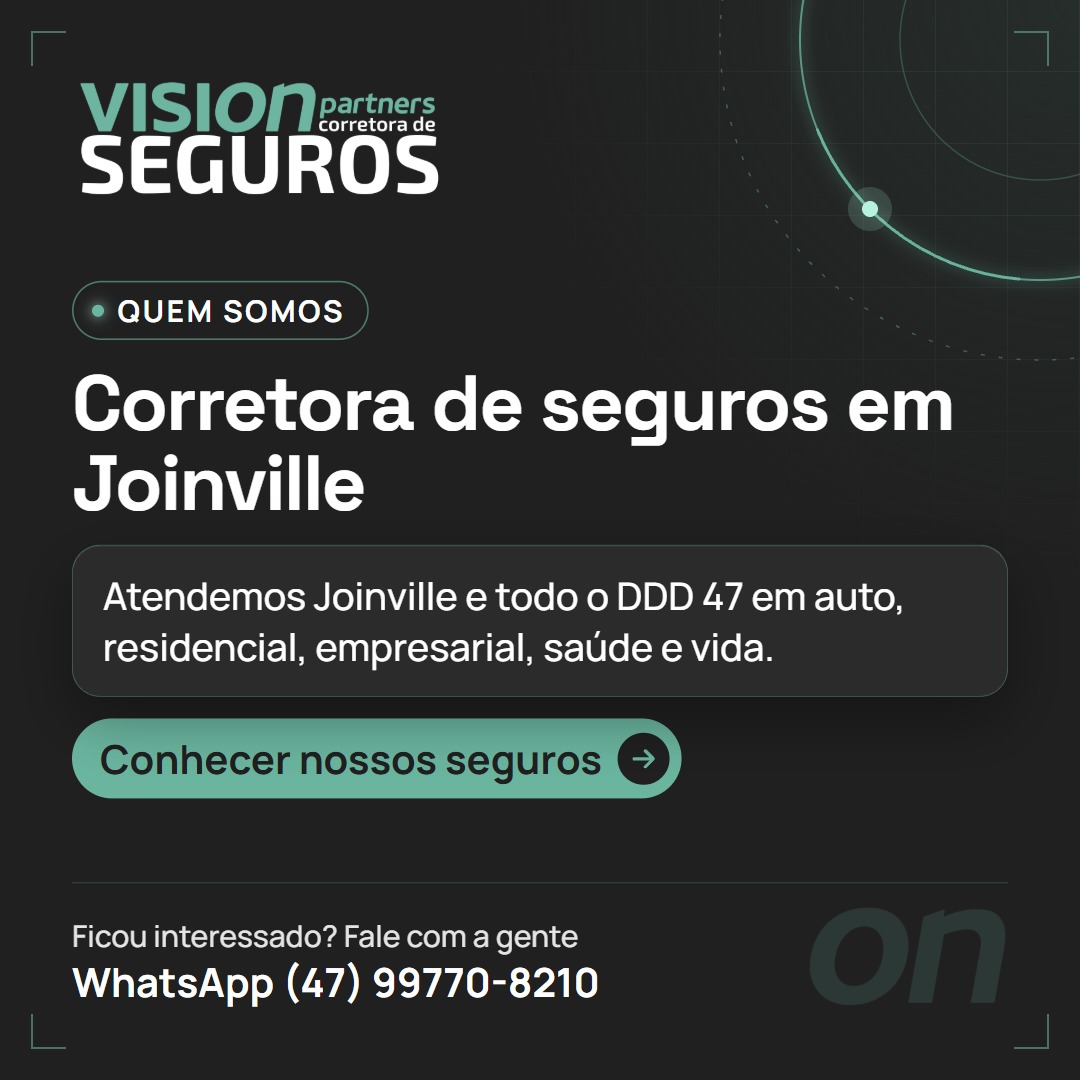 VISIon partners
corretora de
SEGUROS
QUEM SOMOS
Corretora de seguros em
Joinville
Atendemos Joinville e todo o DDD 47 em auto,
residencial, empresarial, saúde e vida.
Conhecer nossos seguros
Ficou interessado? Fale com a gente
WhatsApp (47) 99770-8210
on